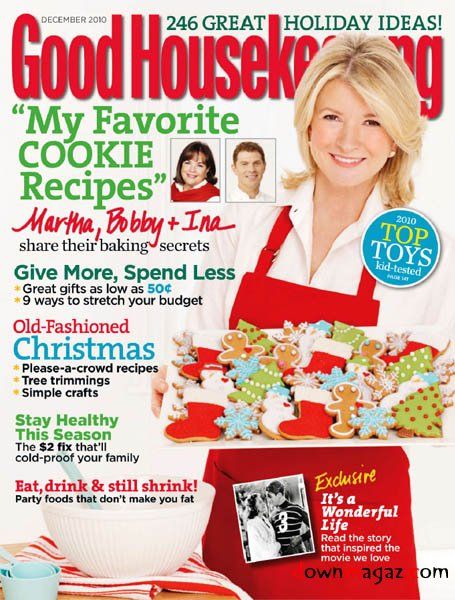 DECEMBER 2010
246 GREAT HOLIDAY IDEAS!
Good Housekeeping
"My Favorite
COOKIE
Recipes"
Martha, Bobby + Ina
share their baking secrets
2010
TOP
TOYS
kid-tested
PAGE 147
Give More, Spend Less
*Great gifts as low as 50¢
*9 ways to stretch your budget
Old-Fashioned
Christmas
*Please-a-crowd recipes
*Tree trimmings
*Simple crafts
Stay Healthy
This Season
The $2 fix that'll
cold-proof your family
Eat, drink & still shrink!
Party foods that don't make you fat
Exclusive
It's a
Wonderful
Life
Read the story
that inspired the
movie we love
com